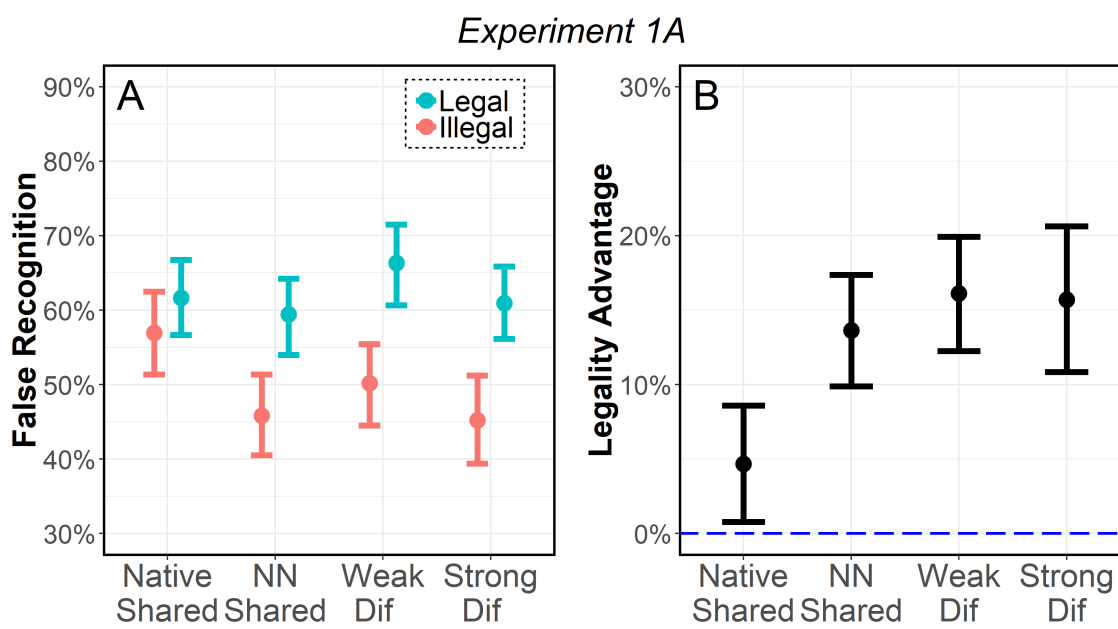 Experiment 1A
A
Legal
Illegal
False Recognition
90%
80%
70%
60%
50%
40%
30%
Native Shared
NN Shared
Weak Dif
Strong Dif
B
Legality Advantage
30%
20%
10%
0%
Native Shared
NN Shared
Weak Dif
Strong Dif